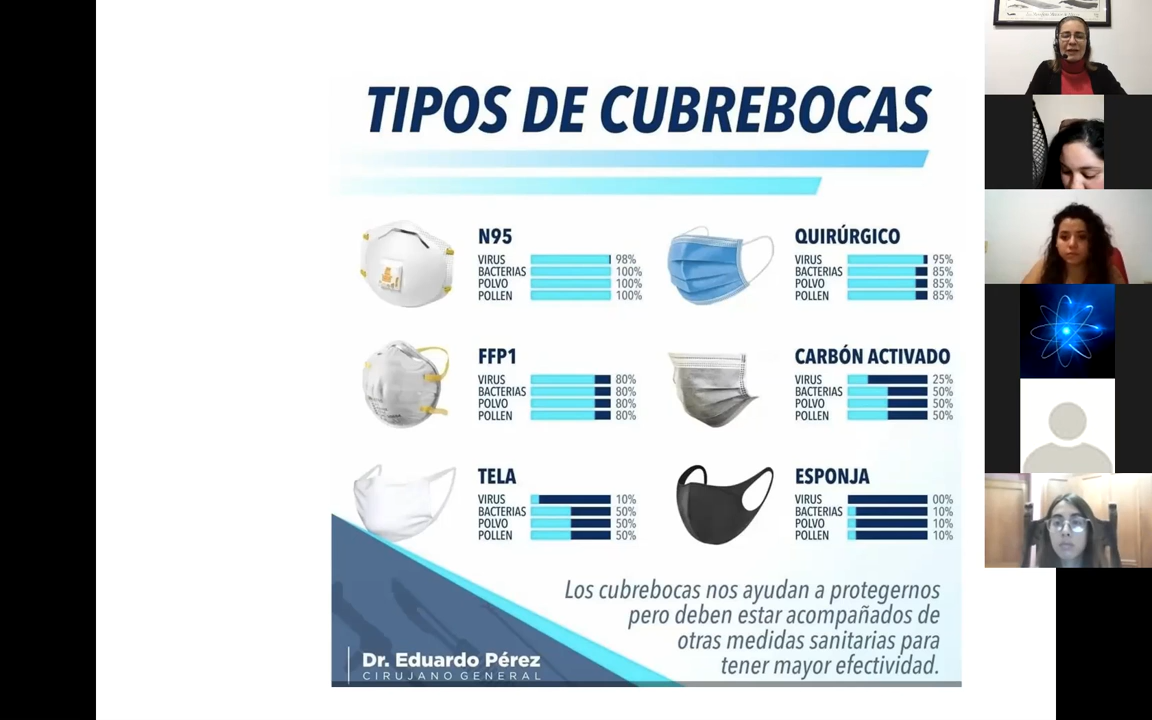 TIPOS DE CUBREBOCAS
N95
VIRUS 98%
BACTERIAS 100%
POLVO 100%
POLLEN 100%
QUIRÚRGICO
VIRUS 95%
BACTERIAS 85%
POLVO 85%
POLLEN 85%
FFP1
VIRUS 80%
BACTERIAS 80%
POLVO 80%
POLLEN 80%
CARBÓN ACTIVADO
VIRUS 25%
BACTERIAS 50%
POLVO 50%
POLLEN 50%
TELA
VIRUS 10%
BACTERIAS 50%
POLVO 50%
POLLEN 50%
ESPONJA
VIRUS 00%
BACTERIAS 10%
POLVO 10%
POLLEN 10%
Los cubrebocas nos ayudan a protegernos
pero deben estar acompañados de
otras medidas sanitarias para
tener mayor efectividad.
Dr. Eduardo Pérez
CIRUJANO GENERAL